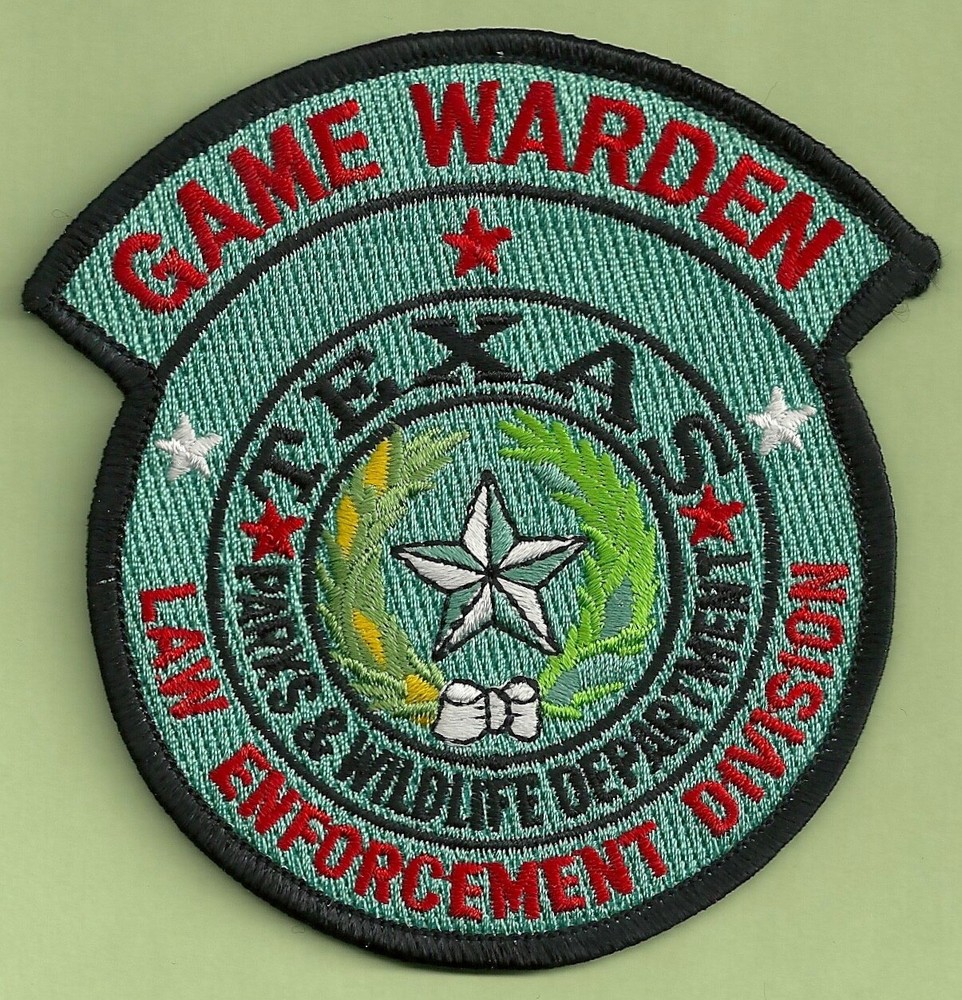 GAME WARDEN
TEXAS
PARKS & WILDLIFE DEPARTMENT
LAW ENFORCEMENT DIVISION